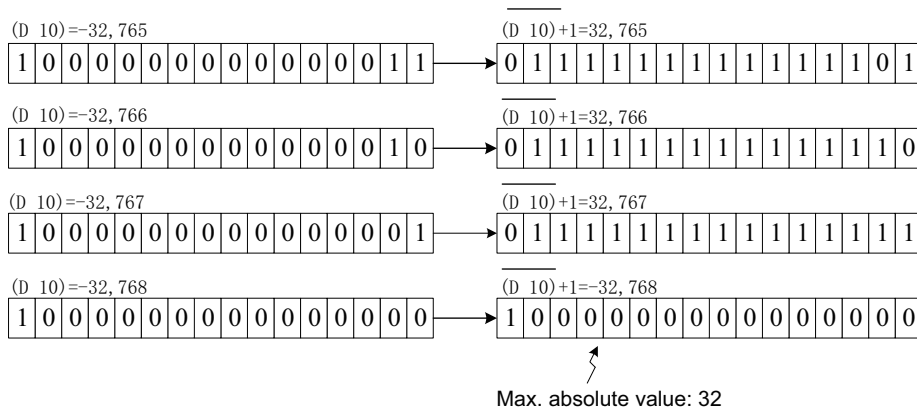 (D 10)=-32,765 (D 10)+1=32,765
1 0 0 0 0 0 0 0 0 0 0 0 0 0 1 1 0 1 1 1 1 1 1 1 1 1 1 1 1 1 0 1
(D 10)=-32,766 (D 10)+1=32,766
1 0 0 0 0 0 0 0 0 0 0 0 0 0 1 0 0 1 1 1 1 1 1 1 1 1 1 1 1 1 1 0
(D 10)=-32,767 (D 10)+1=32,767
1 0 0 0 0 0 0 0 0 0 0 0 0 0 0 1 0 1 1 1 1 1 1 1 1 1 1 1 1 1 1 1
(D 10)=-32,768 (D 10)+1=-32,768
1 0 0 0 0 0 0 0 0 0 0 0 0 0 0 0 1 0 0 0 0 0 0 0 0 0 0 0 0 0 0 0
Max. absolute value: 32